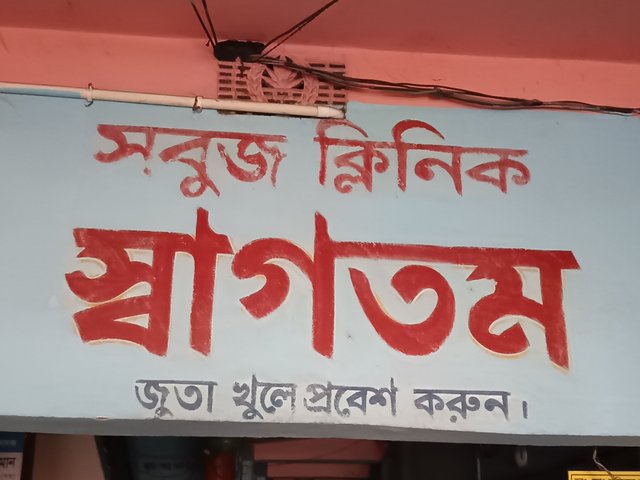 সবুজ ক্লিনিক
স্বাগতম
জুতা খুলে প্রবেশ করুন।